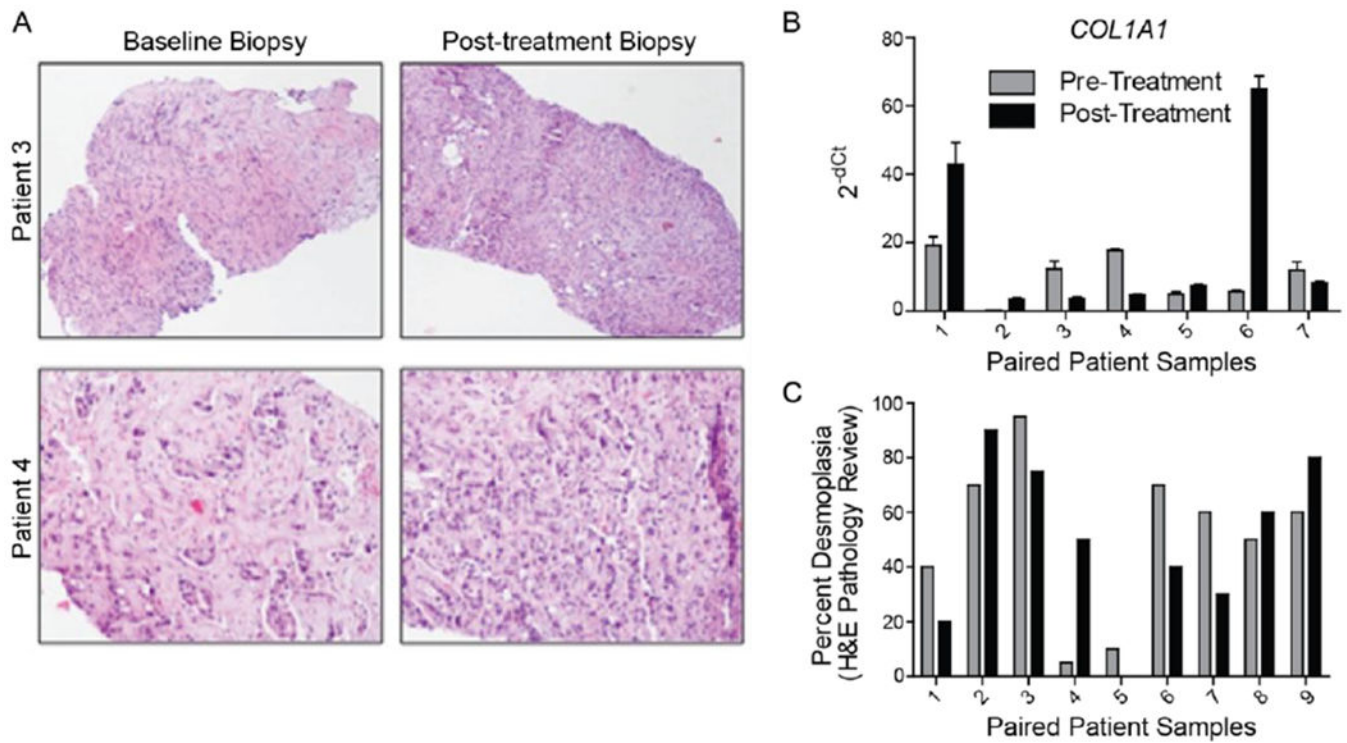 A
Baseline Biopsy
Post-treatment Biopsy
Patient 3
Patient 4
B
COL1A1
Pre-Treatment
Post-Treatment
2-dCt
80
60
40
20
0
1 2 3 4 5 6 7
Paired Patient Samples
C
Percent Desmoplasia
(H&E Pathology Review)
100
80
60
40
20
0
1 2 3 4 5 6 7 8 9
Paired Patient Samples